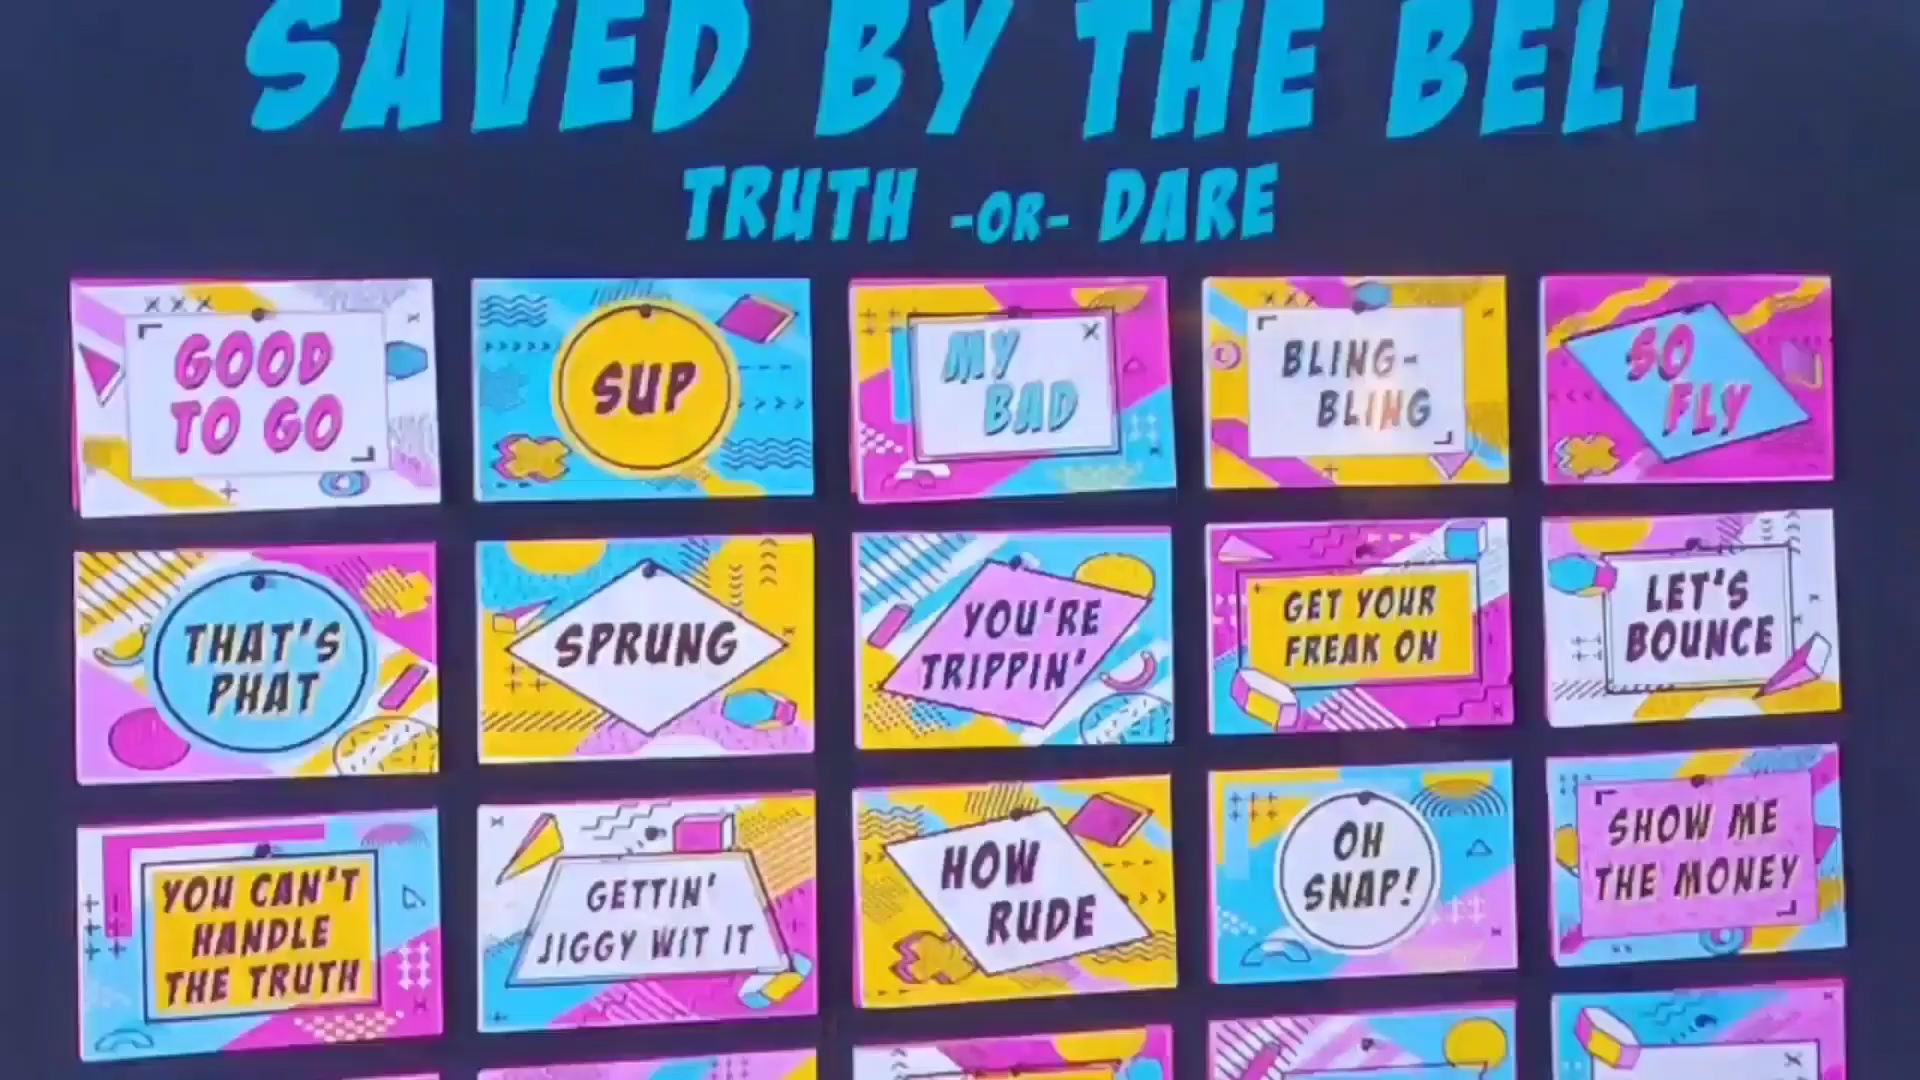 SAVED BY THE BELL
TRUTH -OR- DARE
GOOD
TO GO
SUP
MY
BAD
BLING-
BLING
SO
FLY
THAT'S
PHAT
SPRUNG
YOU'RE
TRIPPIN'
GET YOUR
FREAK ON
LET'S
BOUNCE
YOU CAN'T
HANDLE
THE TRUTH
GETTIN'
JIGGY WIT IT
HOW
RUDE
OH
SNAP!
SHOW ME
THE MONEY